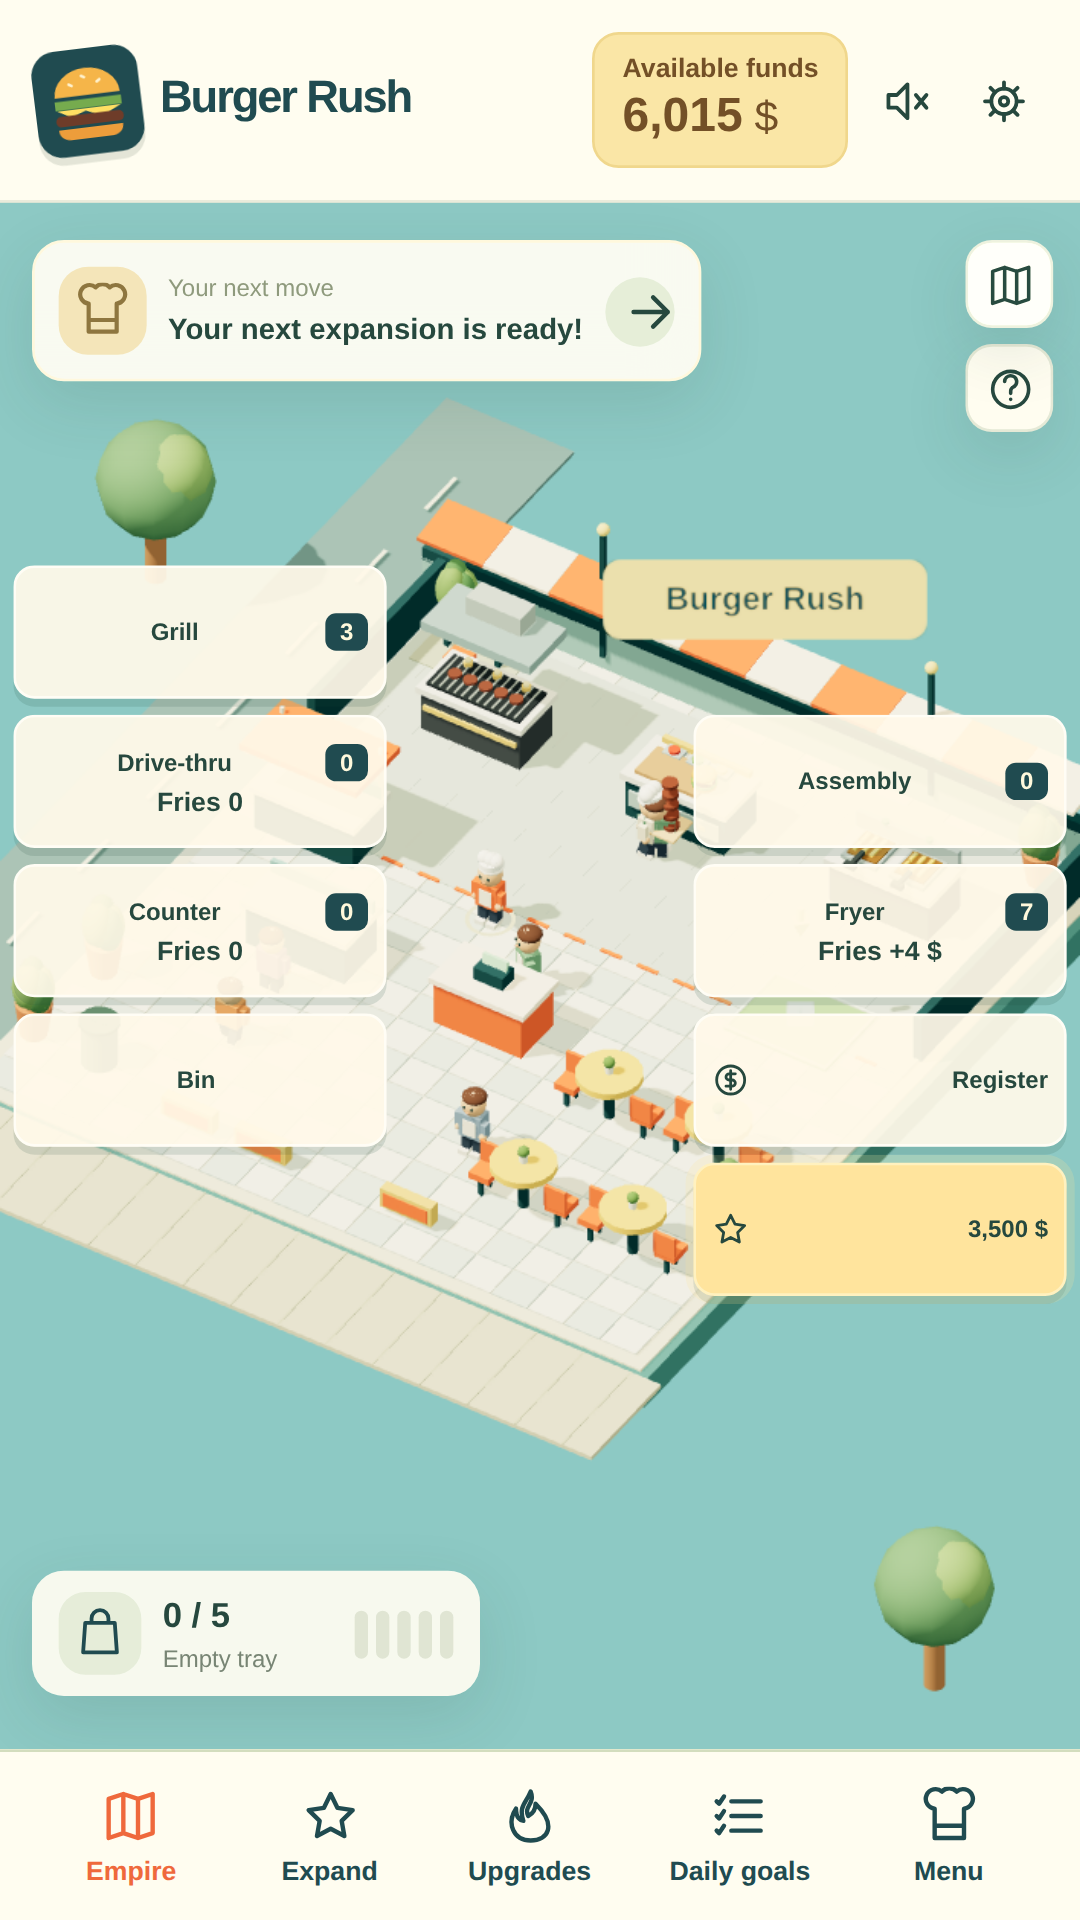 Burger Rush
Available funds
6,015 $
Your next move
Your next expansion is ready!
Burger Rush
Grill
3
Drive-thru
0
Fries 0
Assembly
0
Counter
0
Fries 0
Fryer
7
Fries +4 $
Bin
Register
3,500 $
0 / 5
Empty tray
Empire
Expand
Upgrades
Daily goals
Menu